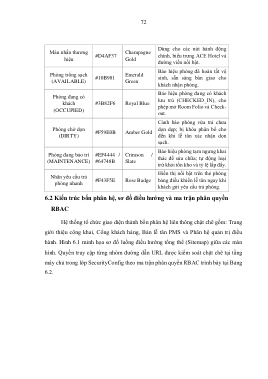 72
Màu nhấn thương hiệu
#D4AF37
Champagne Gold
Dùng cho các nút hành động chính, biểu trưng ACE Hotel và đường viền nổi bật.
Phòng trống sạch (AVAILABLE)
#10B981
Emerald Green
Báo hiệu phòng đã hoàn tất vệ sinh, sẵn sàng bàn giao cho khách nhận phòng.
Phòng đang có khách (OCCUPIED)
#3B82F6
Royal Blue
Báo hiệu phòng đang có khách lưu trú (CHECKED_IN), cho phép mở Room Folio và Check-out.
Phòng chờ dọn (DIRTY)
#F59E0B
Amber Gold
Cảnh báo phòng vừa trả chưa dọn dẹp; bị khóa phân bổ cho đến khi lễ tân xác nhận dọn sạch.
Phòng đang bảo trì (MAINTENANCE)
#EF4444 / #64748B
Crimson / Slate
Báo hiệu phòng tạm ngưng khai thác để sửa chữa; tự động loại trừ khỏi tồn kho và tỷ lệ lấp đầy.
Nhãn yêu cầu trả phòng nhanh
#F43F5E
Rose Badge
Hiển thị nổi bật trên thẻ phòng bảng điều khiển lễ tân ngay khi khách gửi yêu cầu trả phòng.
6.2 Kiến trúc bốn phân hệ, sơ đồ điều hướng và ma trận phân quyền
RBAC
Hệ thống tổ chức giao diện thành bốn phân hệ liên thông chặt chẽ gồm: Trang
giới thiệu công khai, Cổng khách hàng, Bàn lễ tân PMS và Phân hệ quản trị điều
hành. Hình 6.1 minh họa sơ đồ luồng điều hướng tổng thể (Sitemap) giữa các màn
hình. Quyền truy cập từng nhóm đường dẫn URL được kiểm soát chặt chẽ tại tầng
máy chủ trong lớp SecurityConfig theo ma trận phân quyền RBAC trình bày tại Bảng
6.2.